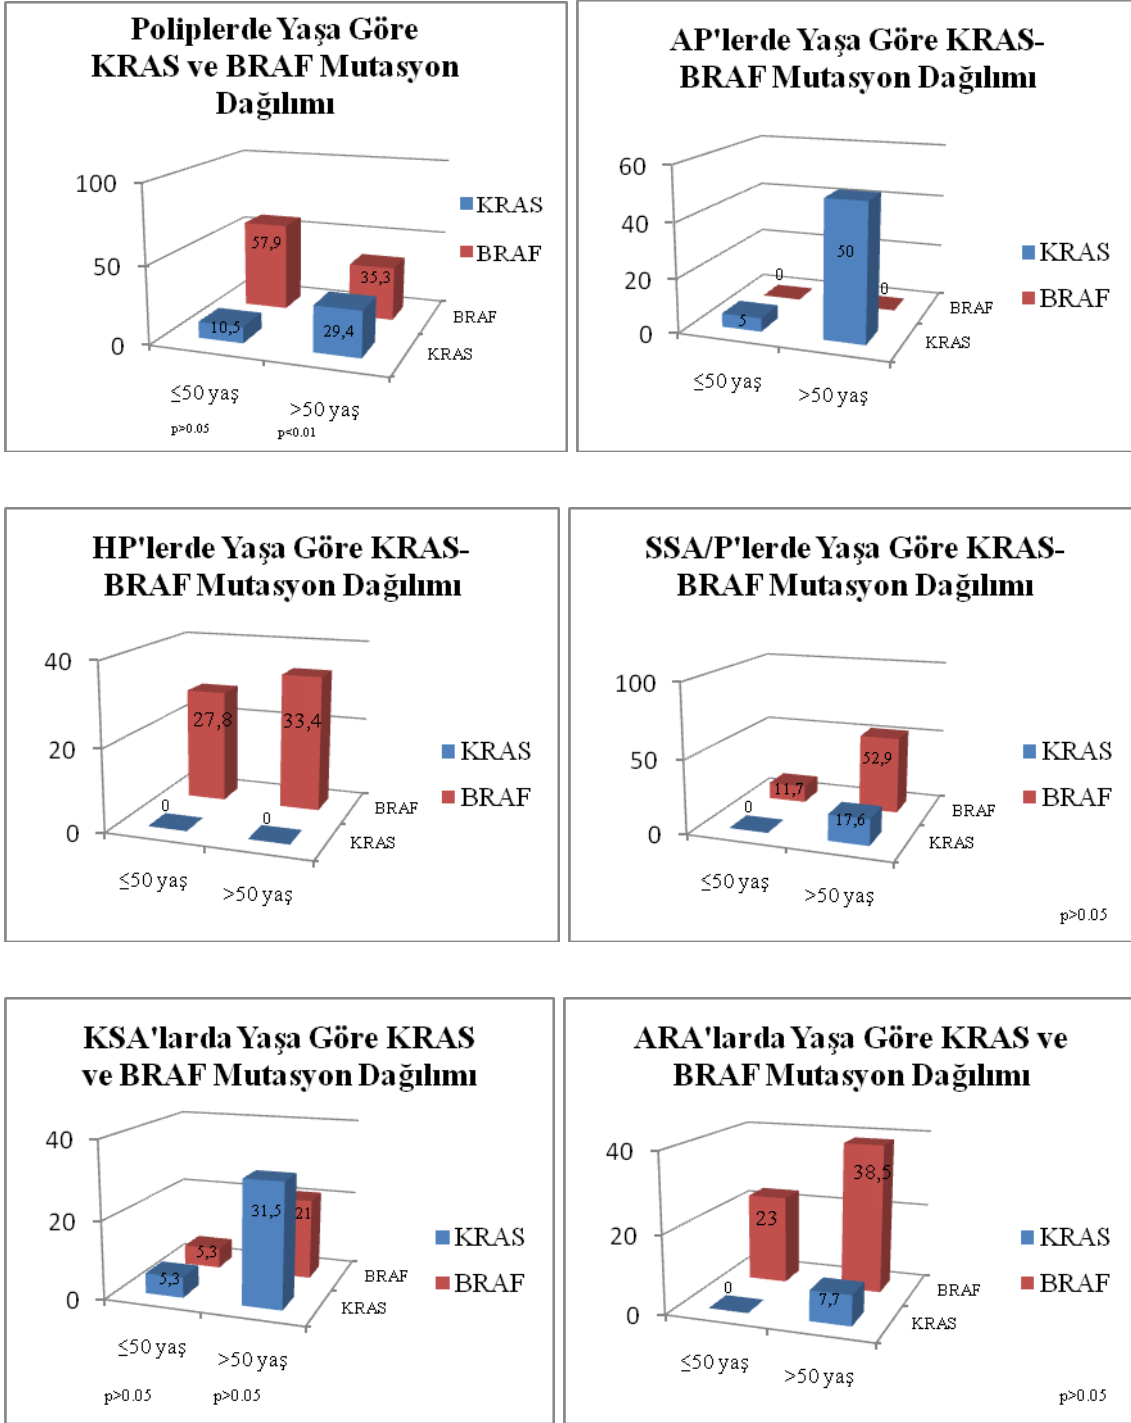 Poliplerde Yaşa Göre
KRAS ve BRAF Mutasyon
Dağılımı
100
50
0
57,9
35,3
10,5
29,4
KRAS
BRAF
BRAF
KRAS
≤50 yaş
>50 yaş
p>0.05
p<0.01
AP'lerde Yaşa Göre KRAS-
BRAF Mutasyon Dağılımı
60
40
20
0
0
0
5
50
KRAS
BRAF
BRAF
KRAS
≤50 yaş
>50 yaş
HP'lerde Yaşa Göre KRAS-
BRAF Mutasyon Dağılımı
40
20
0
27,8
33,4
0
0
KRAS
BRAF
BRAF
KRAS
≤50 yaş
>50 yaş
SSA/P'lerde Yaşa Göre KRAS-
BRAF Mutasyon Dağılımı
100
50
0
11,7
52,9
0
17,6
KRAS
BRAF
BRAF
KRAS
≤50 yaş
>50 yaş
p>0.05
KSA'larda Yaşa Göre KRAS
ve BRAF Mutasyon Dağılımı
40
20
0
5,3
21
5,3
31,5
KRAS
BRAF
BRAF
KRAS
≤50 yaş
>50 yaş
p>0.05
p>0.05
ARA'larda Yaşa Göre KRAS ve
BRAF Mutasyon Dağılımı
40
20
0
23
38,5
0
7,7
KRAS
BRAF
BRAF
KRAS
≤50 yaş
>50 yaş
p>0.05